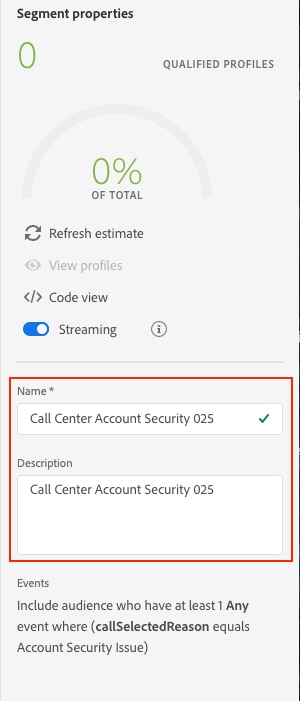 Segment properties
0
QUALIFIED PROFILES
0%
OF TOTAL
Refresh estimate
View profiles
</> Code view
Streaming
Name *
Call Center Account Security 025
Description
Call Center Account Security 025
Events
Include audience who have at least 1 Any
event where (callSelectedReason equals
Account Security Issue)